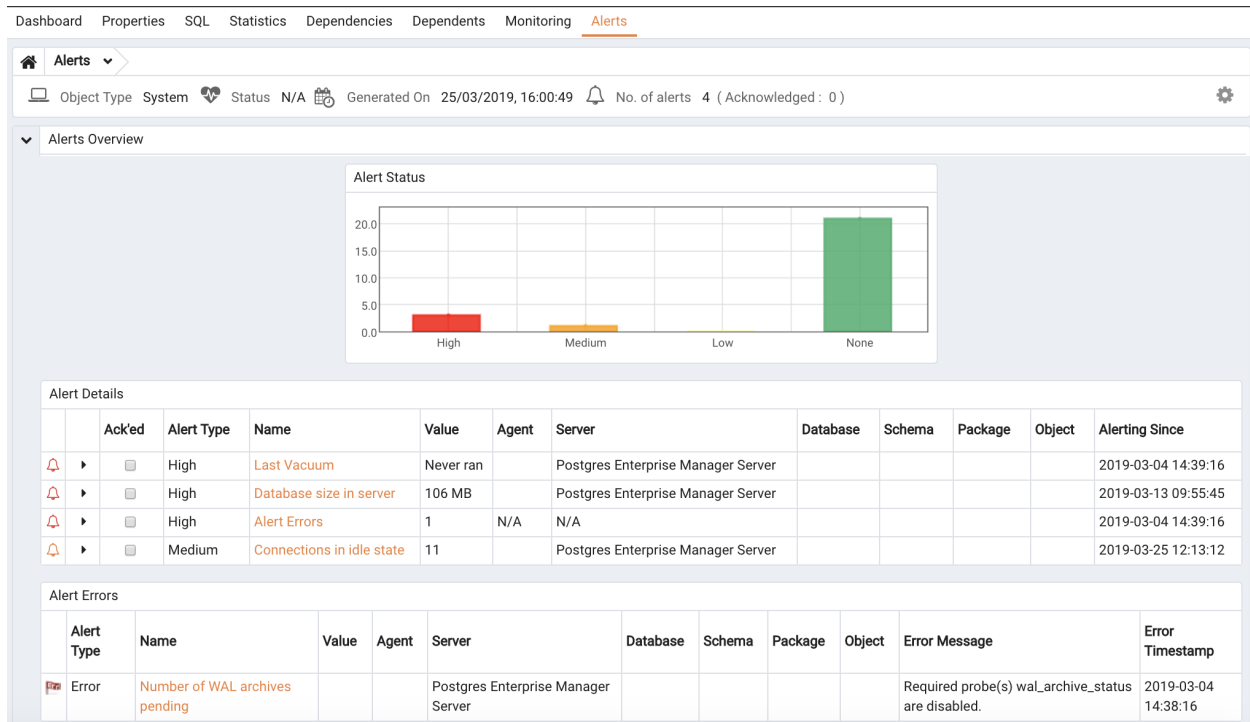 Dashboard Properties SQL Statistics Dependencies Dependents Monitoring Alerts
Alerts
Object Type System Status N/A Generated On 25/03/2019, 16:00:49 No. of alerts 4 ( Acknowledged : 0 )
Alerts Overview
Alert Status
20.0
15.0
10.0
5.0
0.0
High Medium Low None
Alert Details
Ack'ed Alert Type Name Value Agent Server Database Schema Package Object Alerting Since
High Last Vacuum Never ran Postgres Enterprise Manager Server 2019-03-04 14:39:16
High Database size in server 106 MB Postgres Enterprise Manager Server 2019-03-13 09:55:45
High Alert Errors 1 N/A N/A 2019-03-04 14:39:16
Medium Connections in idle state 11 Postgres Enterprise Manager Server 2019-03-25 12:13:12
Alert Errors
Alert Type Name Value Agent Server Database Schema Package Object Error Message Error Timestamp
Error Number of WAL archives Postgres Enterprise Manager Required probe(s) wal_archive_status 2019-03-04
pending Server are disabled. 14:38:16